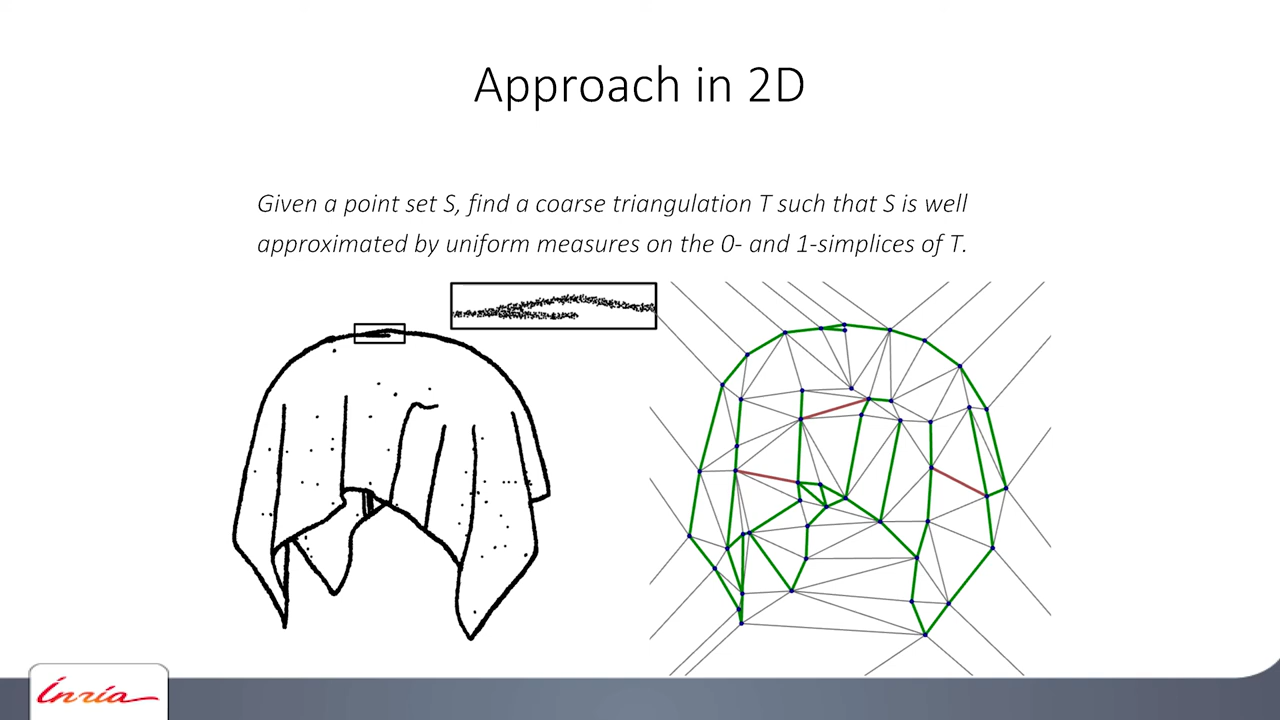 Approach in 2D
Given a point set S, find a coarse triangulation T such that S is well
approximated by uniform measures on the 0- and 1-simplices of T.
Inria